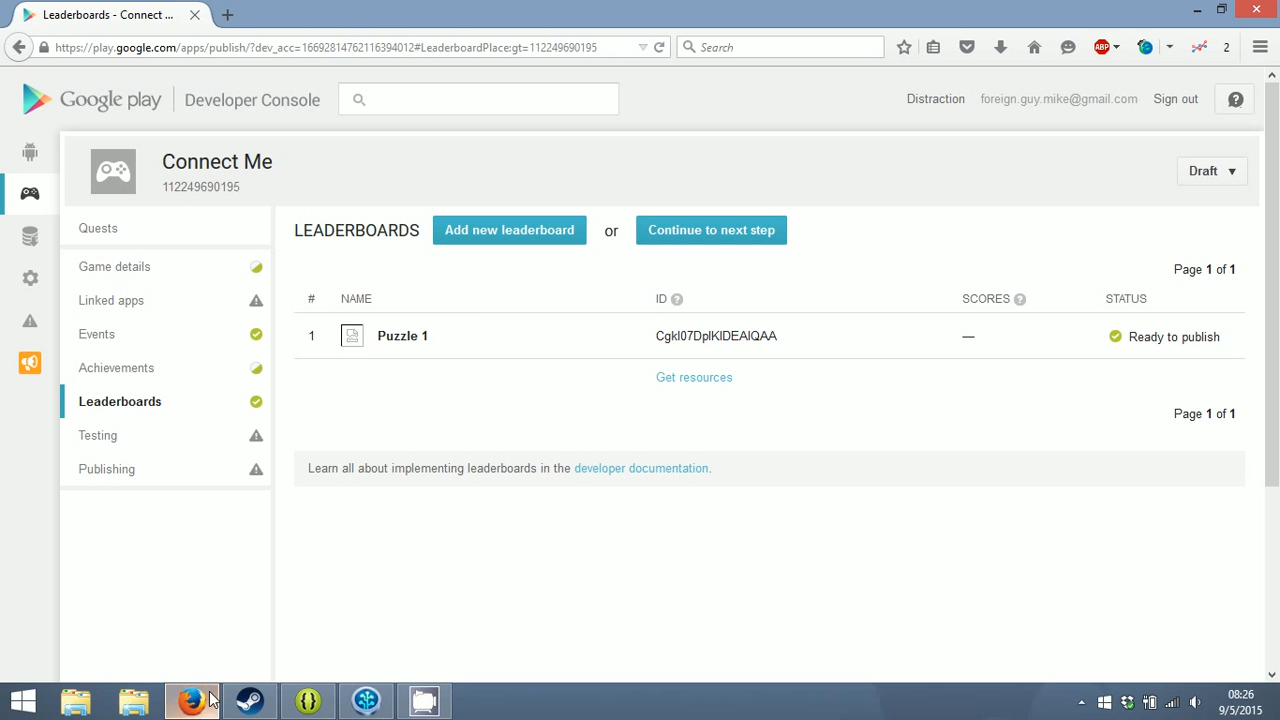 Leaderboards - Connect ...
https://play.google.com/apps/publish/?dev_acc=16692814762116394012#LeaderboardPlace:gt=112249690195
Search
ABP
2
Google play
Developer Console
Distraction
foreign.guy.mike@gmail.com
Sign out
Connect Me
112249690195
Draft
Quests
Game details
Linked apps
Events
Achievements
Leaderboards
Testing
Publishing
LEADERBOARDS
Add new leaderboard
or
Continue to next step
Page 1 of 1
# NAME ID SCORES STATUS
1 Puzzle 1 CgkI07DplKIDEAIQAA — Ready to publish
Get resources
Page 1 of 1
Learn all about implementing leaderboards in the developer documentation.
08:26
9/5/2015